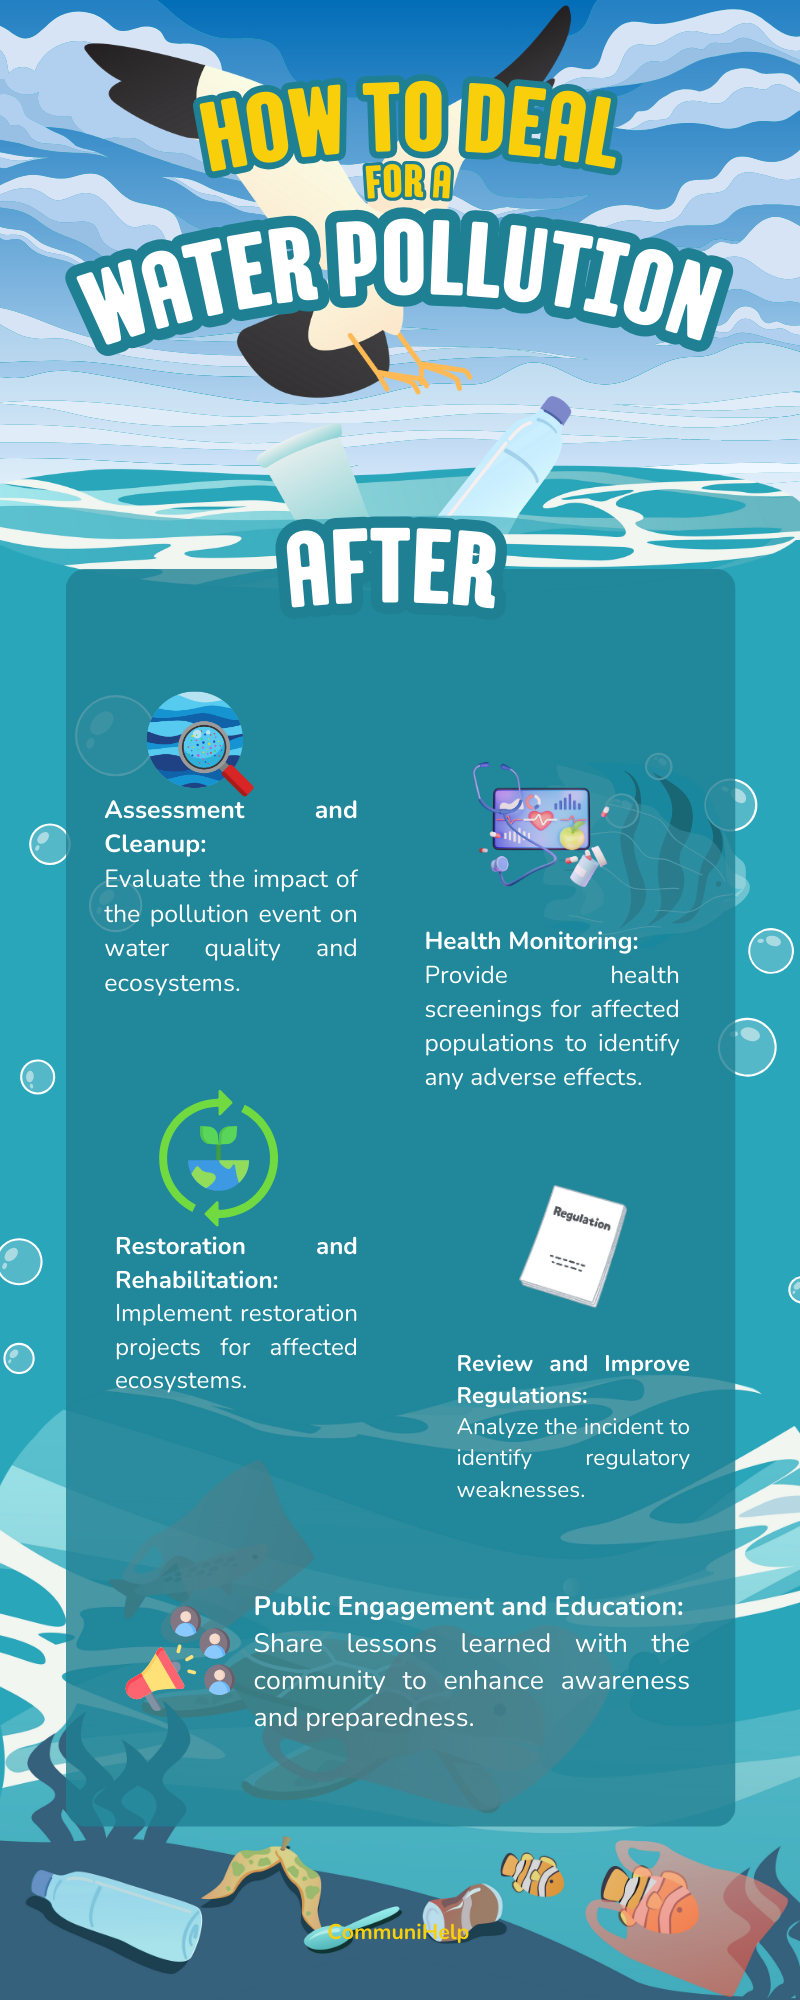 HOW TO DEAL
FOR A
WATER POLLUTION
AFTER
Assessment and
Cleanup:
Evaluate the impact of
the pollution event on
water quality and
ecosystems.
Health Monitoring:
Provide health
screenings for affected
populations to identify
any adverse effects.
Restoration and
Rehabilitation:
Implement restoration
projects for affected
ecosystems.
Regulation
Review and Improve
Regulations:
Analyze the incident to
identify regulatory
weaknesses.
Public Engagement and Education:
Share lessons learned with the
community to enhance awareness
and preparedness.
CommuniHelp